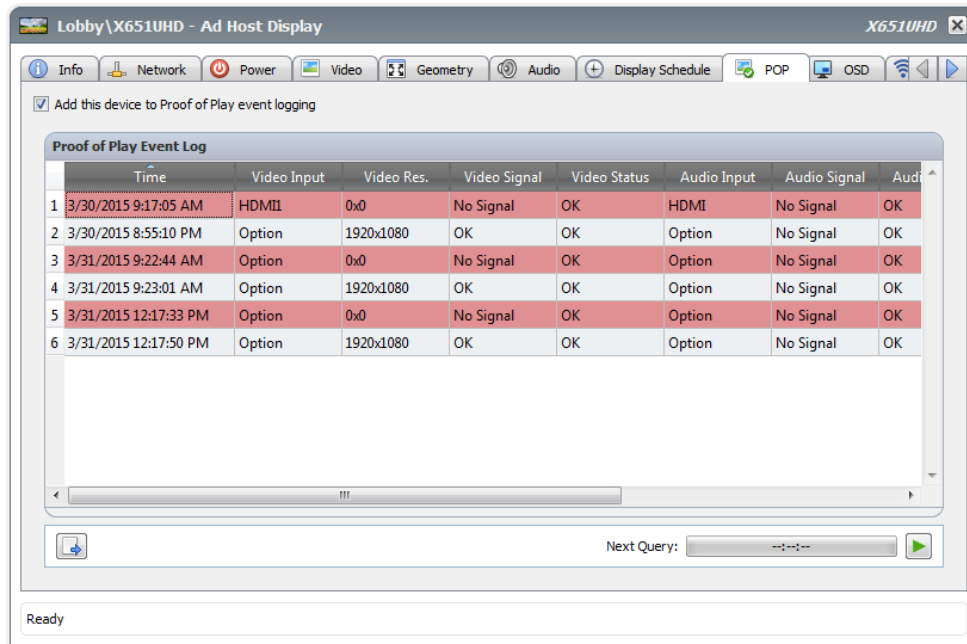 Lobby\X651UHD - Ad Host Display X651UHD
Info Network Power Video Geometry Audio Display Schedule POP OSD
Add this device to Proof of Play event logging
Proof of Play Event Log
Time Video Input Video Res. Video Signal Video Status Audio Input Audio Signal Audi
1 3/30/2015 9:17:05 AM HDMI1 0x0 No Signal OK HDMI No Signal OK
2 3/30/2015 8:55:10 PM Option 1920x1080 OK OK Option No Signal OK
3 3/31/2015 9:22:44 AM Option 0x0 No Signal OK Option No Signal OK
4 3/31/2015 9:23:01 AM Option 1920x1080 OK OK Option No Signal OK
5 3/31/2015 12:17:33 PM Option 0x0 No Signal OK Option No Signal OK
6 3/31/2015 12:17:50 PM Option 1920x1080 OK OK Option No Signal OK
Next Query: --:--:--
Ready